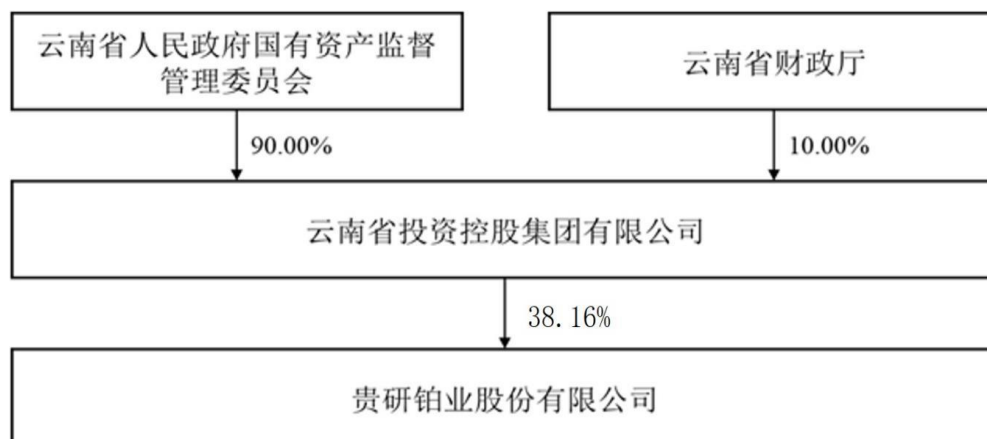 云南省人民政府国有资产监督
管理委员会
云南省财政厅
90.00%
10.00%
云南省投资控股集团有限公司
38.16%
贵研铂业股份有限公司